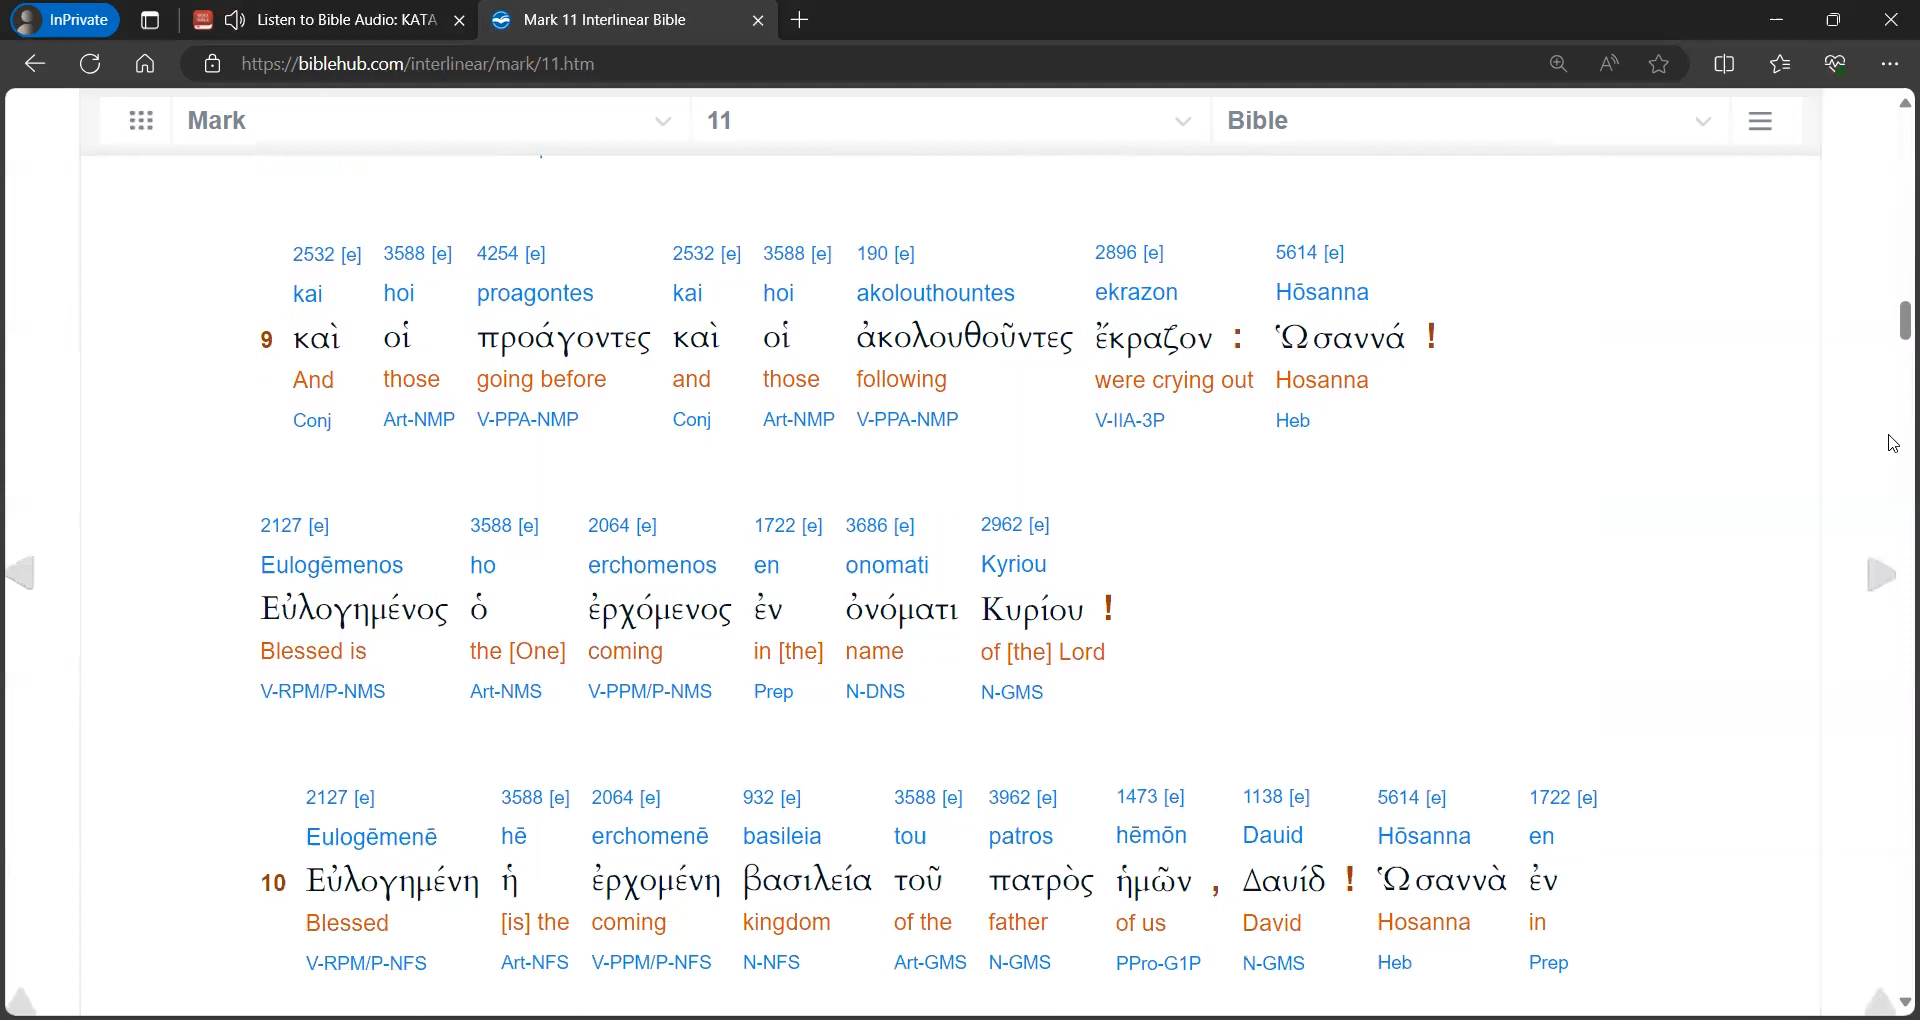 InPrivate
Listen to Bible Audio: KATA
Mark 11 Interlinear Bible
https://biblehub.com/interlinear/mark/11.htm
Mark 11 Bible
2532 [e] 3588 [e] 4254 [e] 2532 [e] 3588 [e] 190 [e] 2896 [e] 5614 [e]
kai hoi proagontes kai hoi akolouthountes ekrazon Hōsanna
9 καὶ οἱ προάγοντες καὶ οἱ ἀκολουθοῦντες ἔκραζον : Ὡσαννά !
And those going before and those following were crying out Hosanna
Conj Art-NMP V-PPA-NMP Conj Art-NMP V-PPA-NMP V-IIA-3P Heb
2127 [e] 3588 [e] 2064 [e] 1722 [e] 3686 [e] 2962 [e]
Eulogēmenos ho erchomenos en onomati Kyriou
Εὐλογημένος ὁ ἐρχόμενος ἐν ὀνόματι Κυρίου !
Blessed is the [One] coming in [the] name of [the] Lord
V-RPM/P-NMS Art-NMS V-PPM/P-NMS Prep N-DNS N-GMS
2127 [e] 3588 [e] 2064 [e] 932 [e] 3588 [e] 3962 [e] 1473 [e] 1138 [e] 5614 [e] 1722 [e]
Eulogēmenē hē erchomenē basileia tou patros hēmōn Dauid Hōsanna en
10 Εὐλογημένη ἡ ἐρχομένη βασιλεία τοῦ πατρὸς ἡμῶν , Δαυίδ ! Ὡσαννὰ ἐν
Blessed [is] the coming kingdom of the father of us David Hosanna in
V-RPM/P-NFS Art-NFS V-PPM/P-NFS N-NFS Art-GMS N-GMS PPro-G1P N-GMS Heb Prep